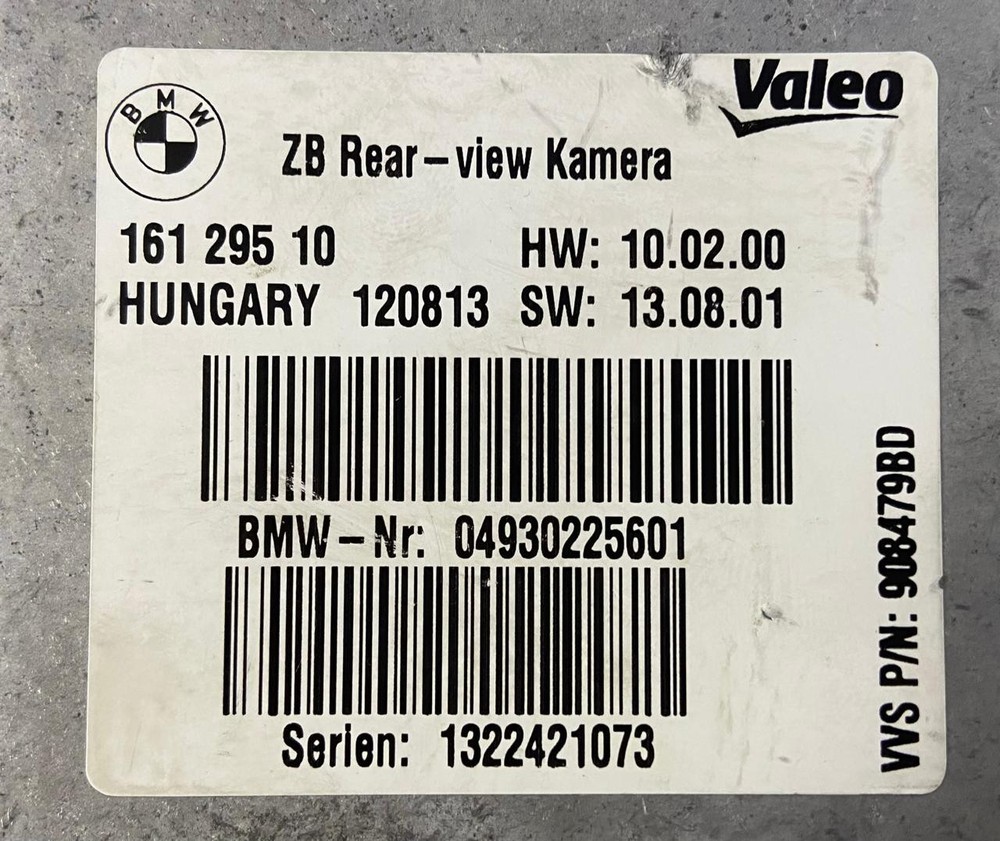 BMW
Valeo
ZB Rear-view Kamera
161 295 10 HW: 10.02.00
HUNGARY 120813 SW: 13.08.01
BMW-Nr: 04930225601
Serien: 1322421073
VVS P/N: 908479BD